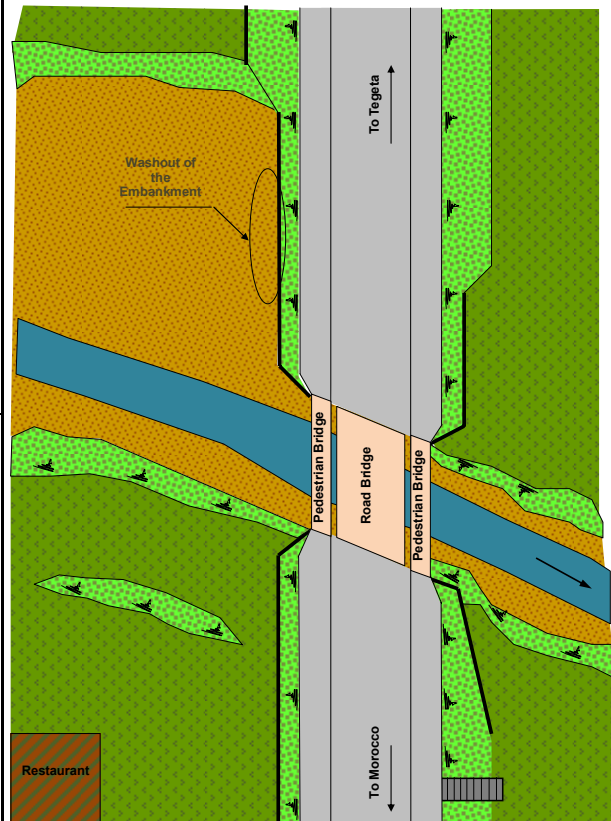 To Tegeta
Washout of
the
Embankment
Pedestrian Bridge
Road Bridge
Pedestrian Bridge
Restaurant
To Morocco